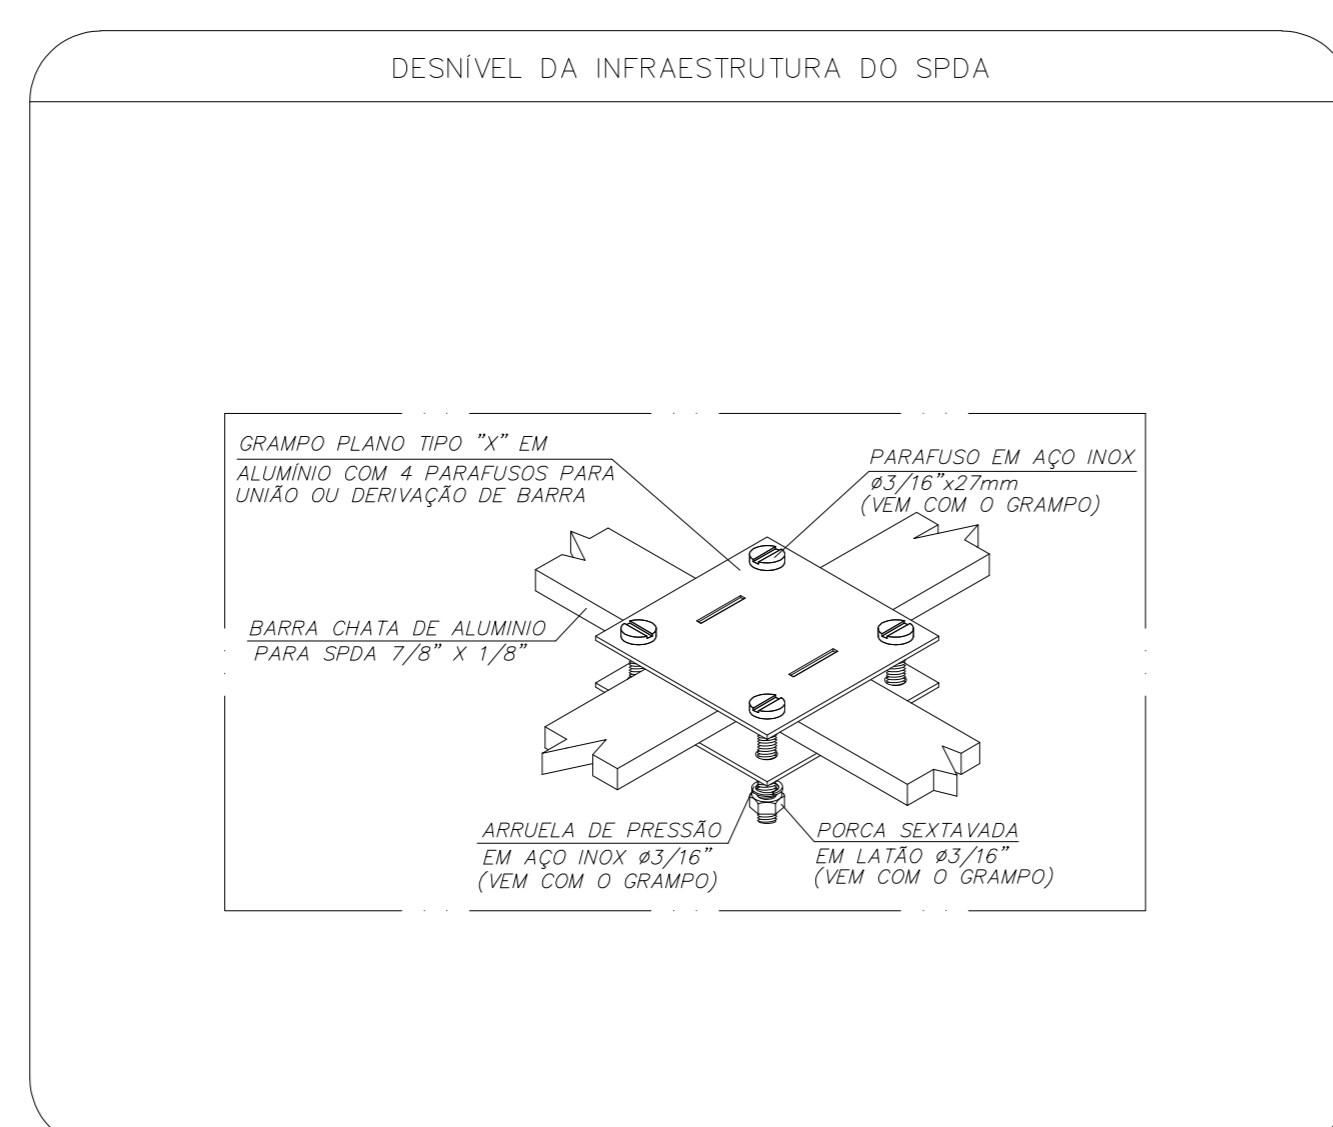 DESNÍVEL DA INFRAESTRUTURA DO SPDA
GRAMPO PLANO TIPO "X" EM
ALUMÍNIO COM 4 PARAFUSOS PARA
UNIÃO OU DERIVAÇÃO DE BARRA
PARAFUSO EM AÇO INOX
ø3/16"x27mm
(VEM COM O GRAMPO)
BARRA CHATA DE ALUMINIO
PARA SPDA 7/8" X 1/8"
ARRUELA DE PRESSÃO
EM AÇO INOX ø3/16"
(VEM COM O GRAMPO)
PORCA SEXTAVADA
EM LATÃO ø3/16"
(VEM COM O GRAMPO)